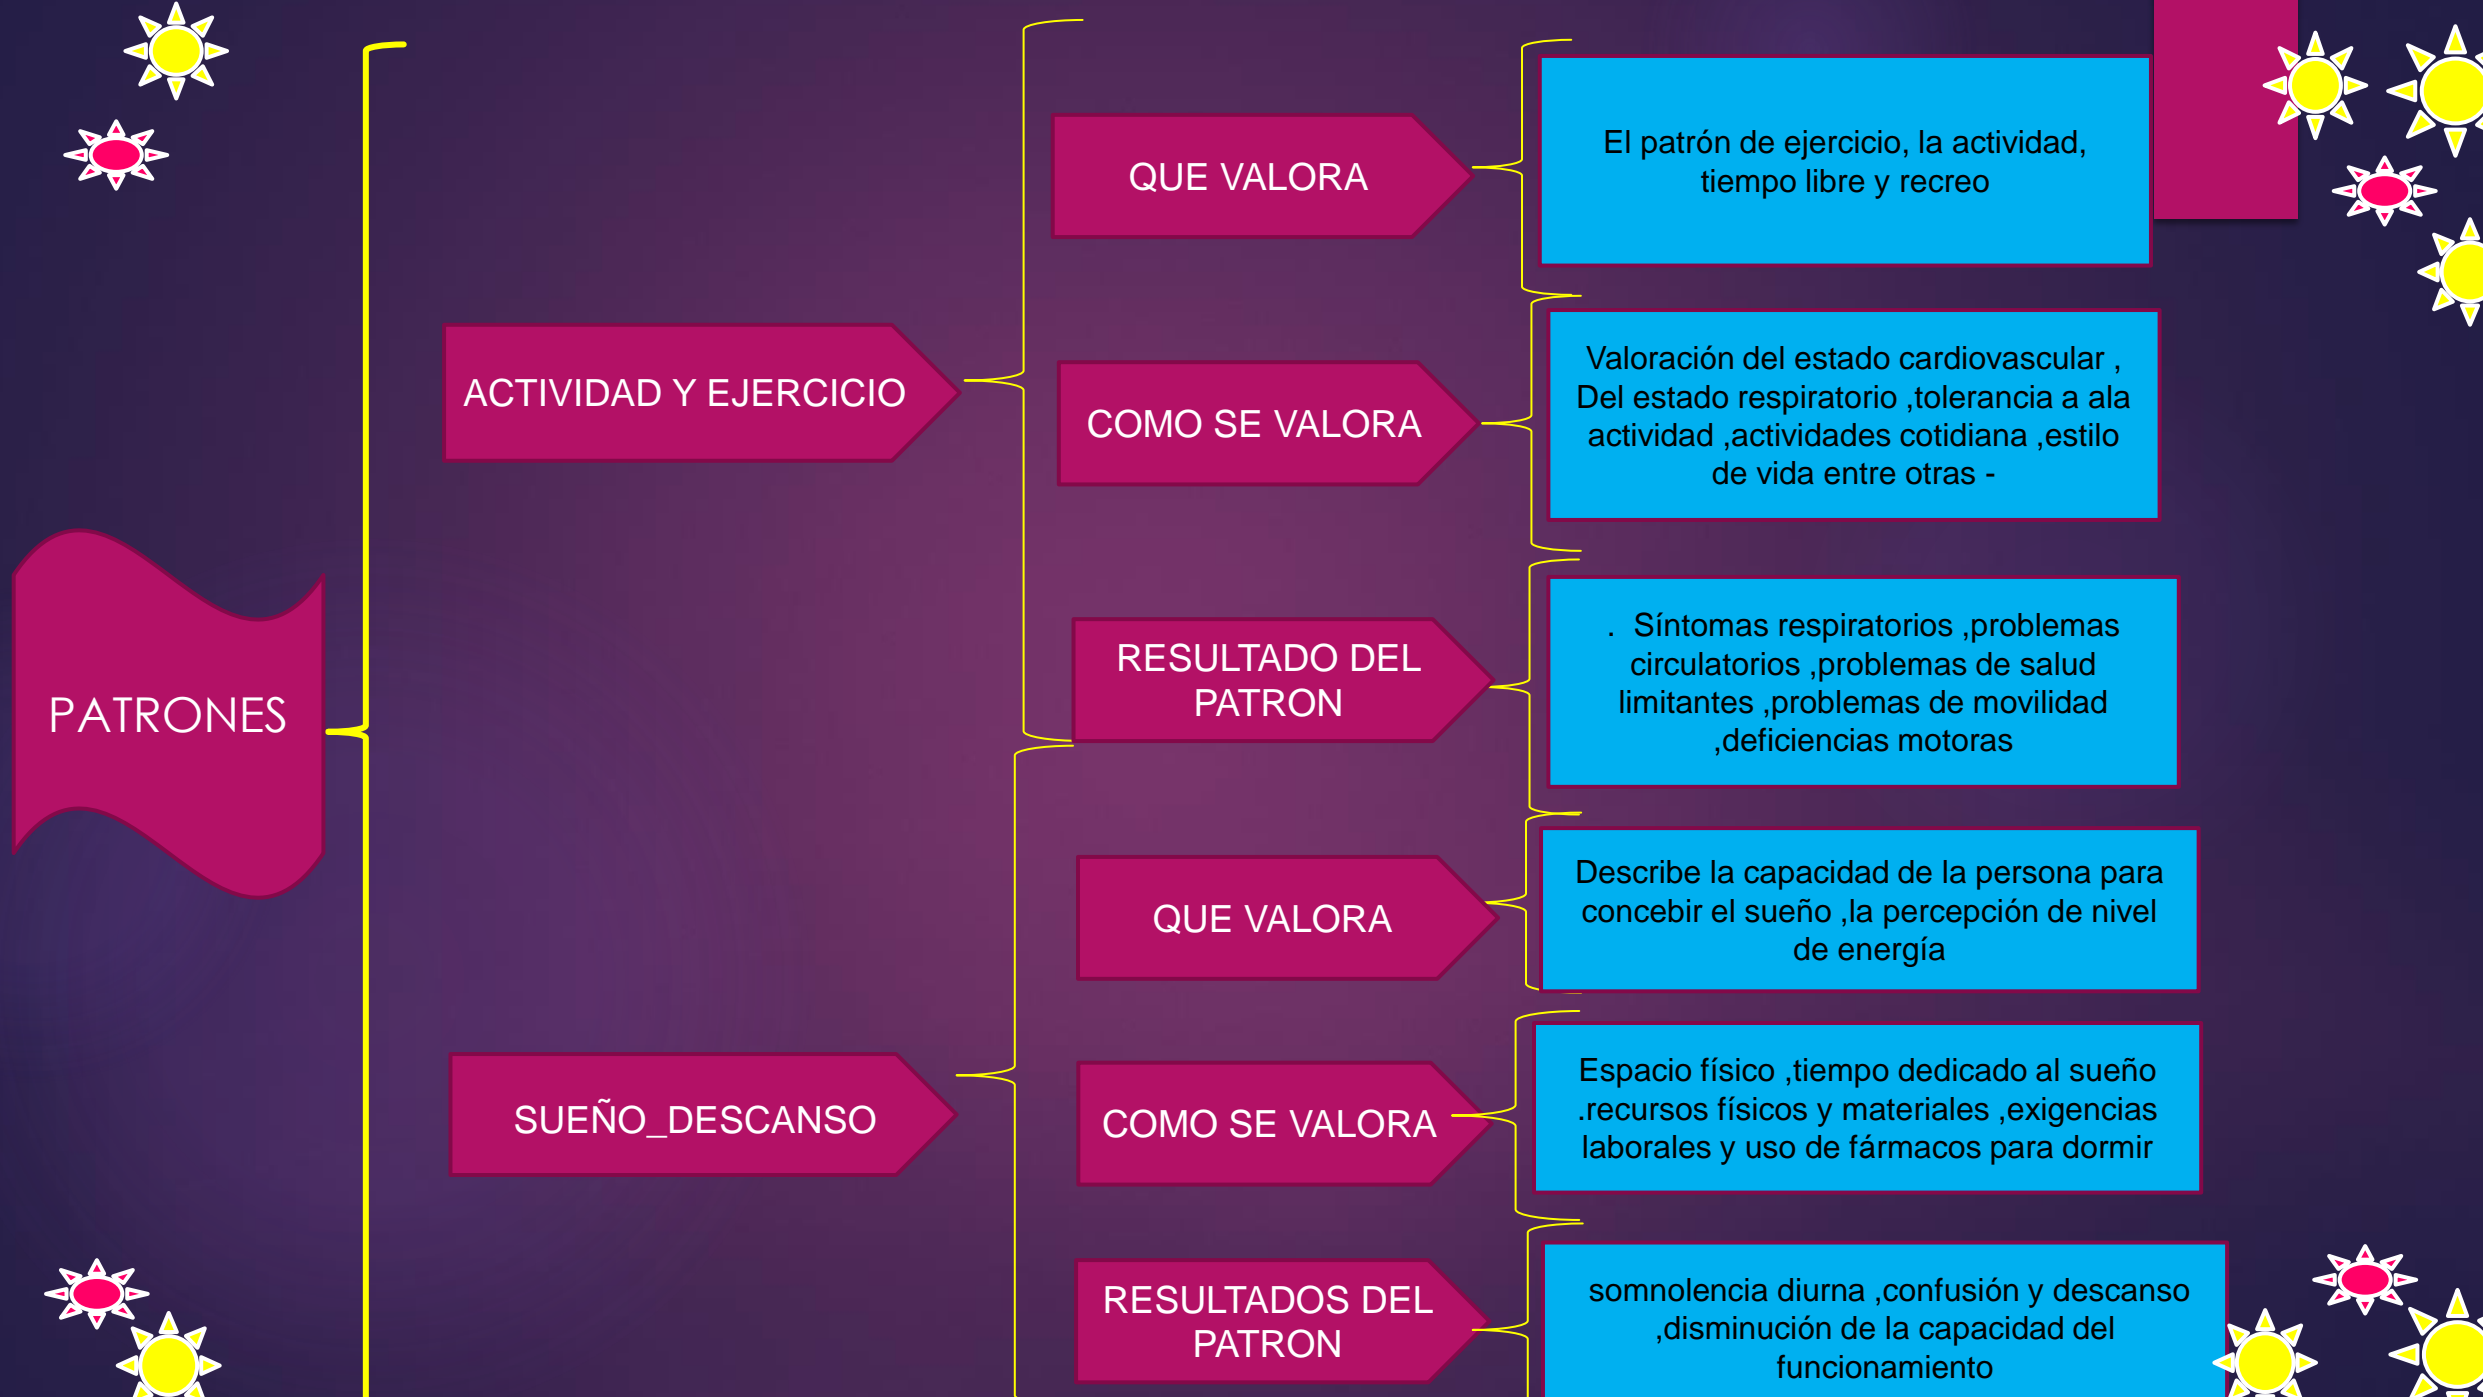 PATRONES
ACTIVIDAD Y EJERCICIO
QUE VALORA
El patrón de ejercicio, la actividad,
tiempo libre y recreo
COMO SE VALORA
Valoración del estado cardiovascular ,
Del estado respiratorio ,tolerancia a ala
actividad ,actividades cotidiana ,estilo
de vida entre otras -
RESULTADO DEL
PATRON
. Síntomas respiratorios ,problemas
circulatorios ,problemas de salud
limitantes ,problemas de movilidad
,deficiencias motoras
SUEÑO_DESCANSO
QUE VALORA
Describe la capacidad de la persona para
concebir el sueño ,la percepción de nivel
de energía
COMO SE VALORA
Espacio físico ,tiempo dedicado al sueño
.recursos físicos y materiales ,exigencias
laborales y uso de fármacos para dormir
RESULTADOS DEL
PATRON
somnolencia diurna ,confusión y descanso
,disminución de la capacidad del
funcionamiento